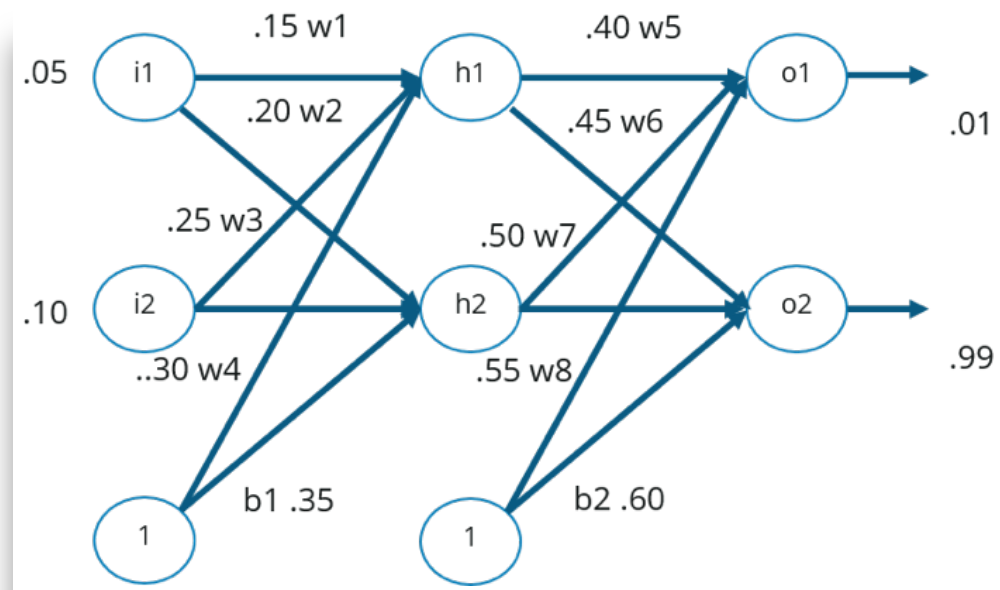 .15 w1
.40 w5
.05
i1
h1
o1
.20 w2
.45 w6
.01
.25 w3
.50 w7
.10
i2
h2
o2
..30 w4
.55 w8
.99
b1 .35
b2 .60
1
1